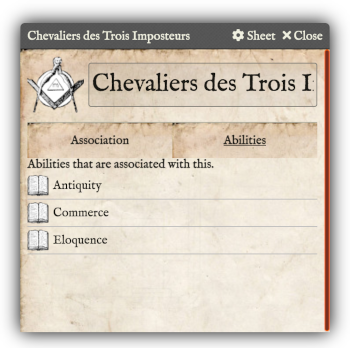 Chevaliers des Trois Imposteurs Sheet Close
Chevaliers des Trois I
Association Abilities
Abilities that are associated with this.
Antiquity
Commerce
Eloquence